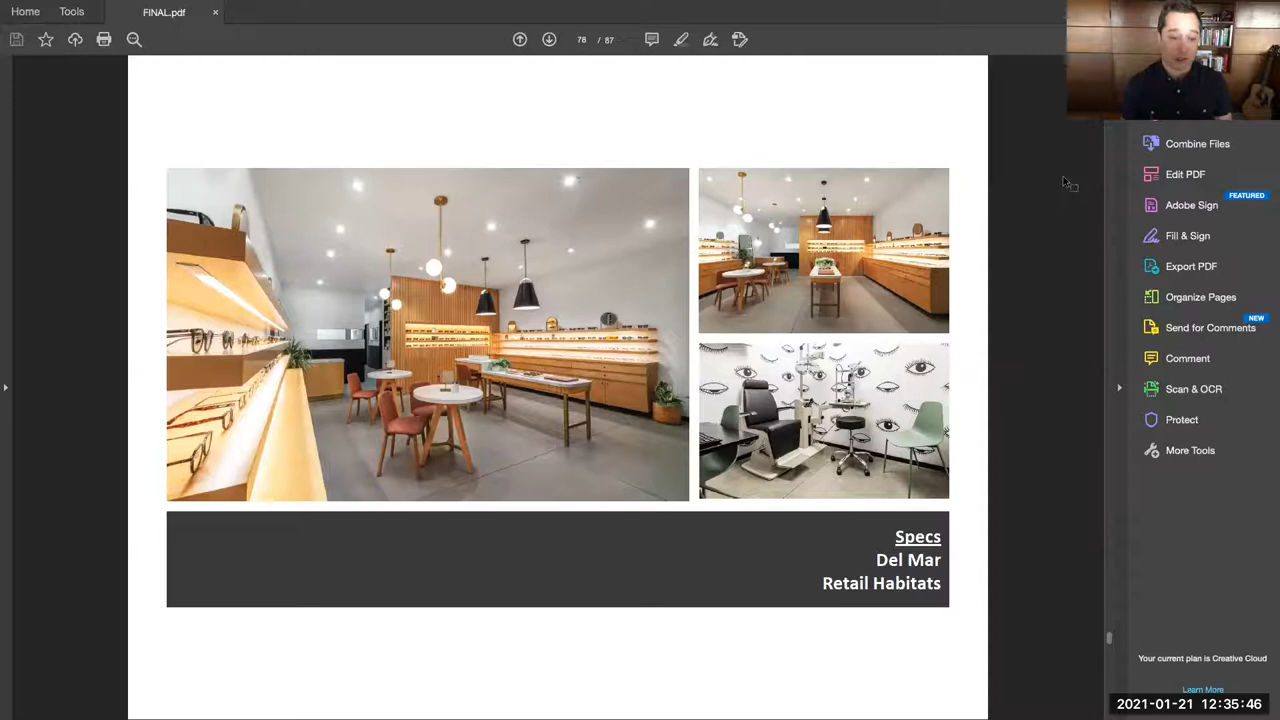 Home
Tools
FINAL.pdf
×
78 / 87
Combine Files
Edit PDF
FEATURED
Adobe Sign
Fill & Sign
Export PDF
Organize Pages
NEW
Send for Comments
Comment
Scan & OCR
Protect
More Tools
Specs
Del Mar
Retail Habitats
Your current plan is Creative Cloud
Learn More
2021-01-21 12:35:46